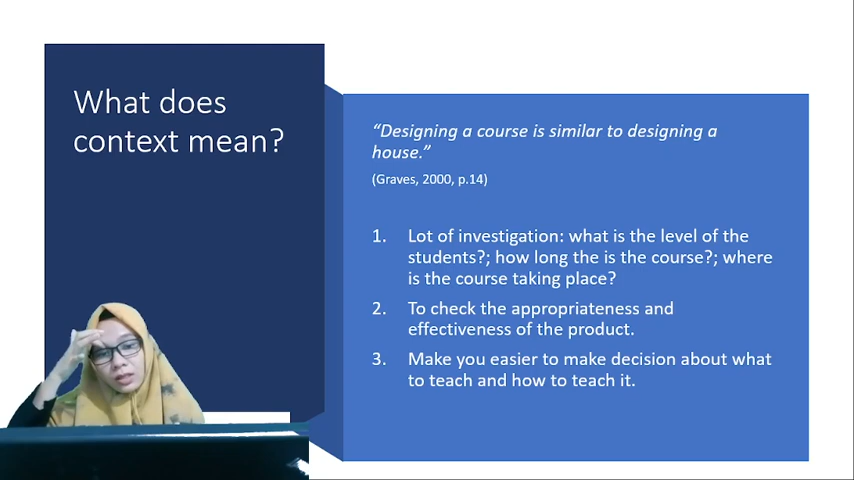 What does
context mean?
“Designing a course is similar to designing a
house.”
(Graves, 2000, p.14)
1. Lot of investigation: what is the level of the
students?; how long the is the course?; where
is the course taking place?
2. To check the appropriateness and
effectiveness of the product.
3. Make you easier to make decision about what
to teach and how to teach it.